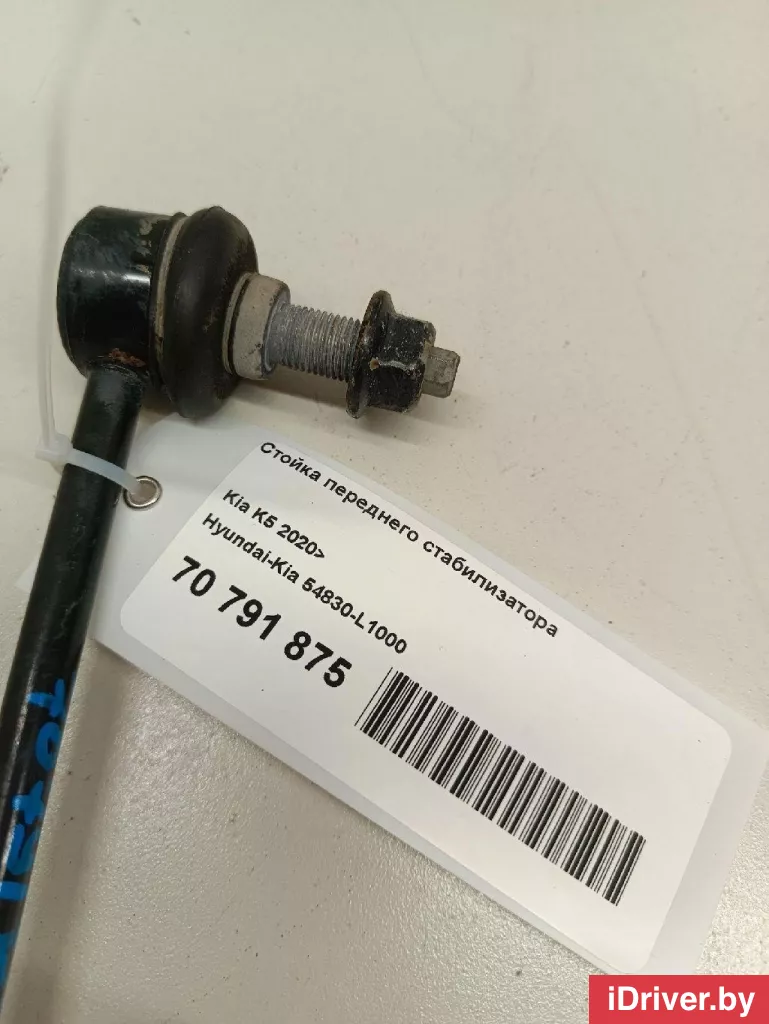 Стойка переднего стабилизатора
Kia K5 2020>
Hyundai-Kia 54830-L1000
70 791 875
iDriver.by